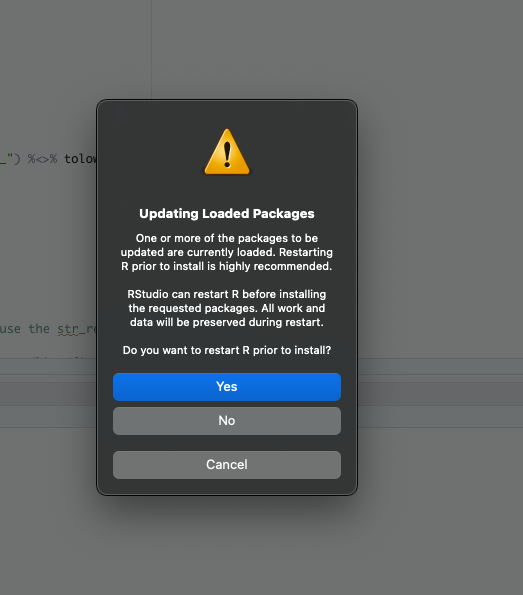 _") %<>% tolow
Updating Loaded Packages
One or more of the packages to be
updated are currently loaded. Restarting
R prior to install is highly recommended.
RStudio can restart R before installing
the requested packages. All work and
data will be preserved during restart.
use the str_re
Do you want to restart R prior to install?
Yes
No
Cancel